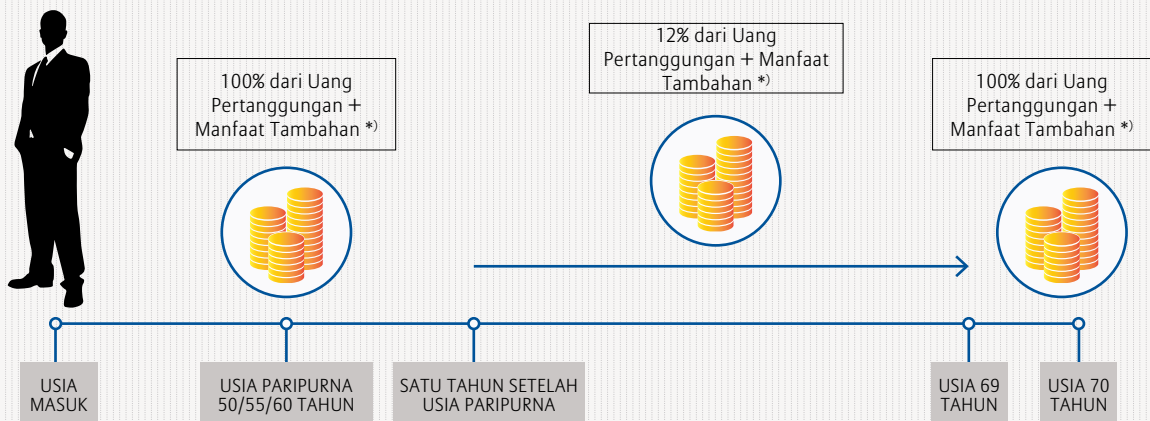 100% dari Uang
Pertanggungan +
Manfaat Tambahan *)
12% dari Uang
Pertanggungan + Manfaat
Tambahan *)
100% dari Uang
Pertanggungan +
Manfaat Tambahan *)
USIA
MASUK
USIA PARIPURNA
50/55/60 TAHUN
SATU TAHUN SETELAH
USIA PARIPURNA
USIA 69
TAHUN
USIA 70
TAHUN